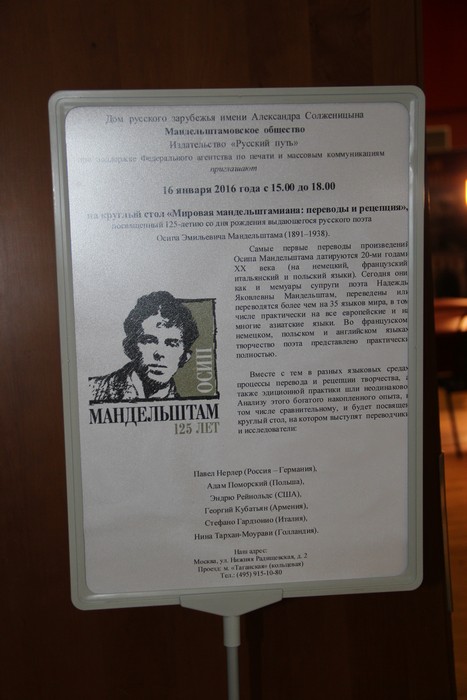 Дом русского зарубежья имени Александра Солженицына
Мандельштамовское общество
Издательство «Русский путь»
при поддержке Федерального агентства по печати и массовым коммуникациям
приглашают
16 января 2016 года с 15.00 до 18.00
на круглый стол «Мировая мандельштамиана: переводы и рецепция»,
посвященный 125-летию со дня рождения выдающегося русского поэта
Осипа Эмильевича Мандельштама (1891–1938).
Самые первые переводы произведений
Осипа Мандельштама датируются 20-ми годами
XX века (на немецкий, французский,
итальянский и польский языки). Сегодня они,
как и мемуары супруги поэта Надежды
Яковлевны Мандельштам, переведены или
переводятся более чем на 35 языков мира, в том
числе практически на все европейские и на
многие азиатские языки. Во французском,
немецком, польском и английском языках
творчество поэта представлено практически
полностью.
Вместе с тем в разных языковых средах
процессы перевода и рецепции творчества, а
также эдиционной практики шли неодинаково.
Анализу этого богатого накопленного опыта, в
том числе сравнительному, и будет посвящен
круглый стол, на котором выступят переводчики
и исследователи:
ОСИП
МАНДЕЛЬШТАМ
125 ЛЕТ
Павел Нерлер (Россия – Германия),
Адам Поморский (Польша),
Эндрю Рейнольдс (США),
Георгий Кубатьян (Армения),
Стефано Гардзонио (Италия),
Нина Тархан-Моурави (Голландия).
Наш адрес:
Москва, ул. Нижняя Радищевская, д. 2
Проезд: м. «Таганская» (кольцевая)
Тел.: (495) 915-10-80